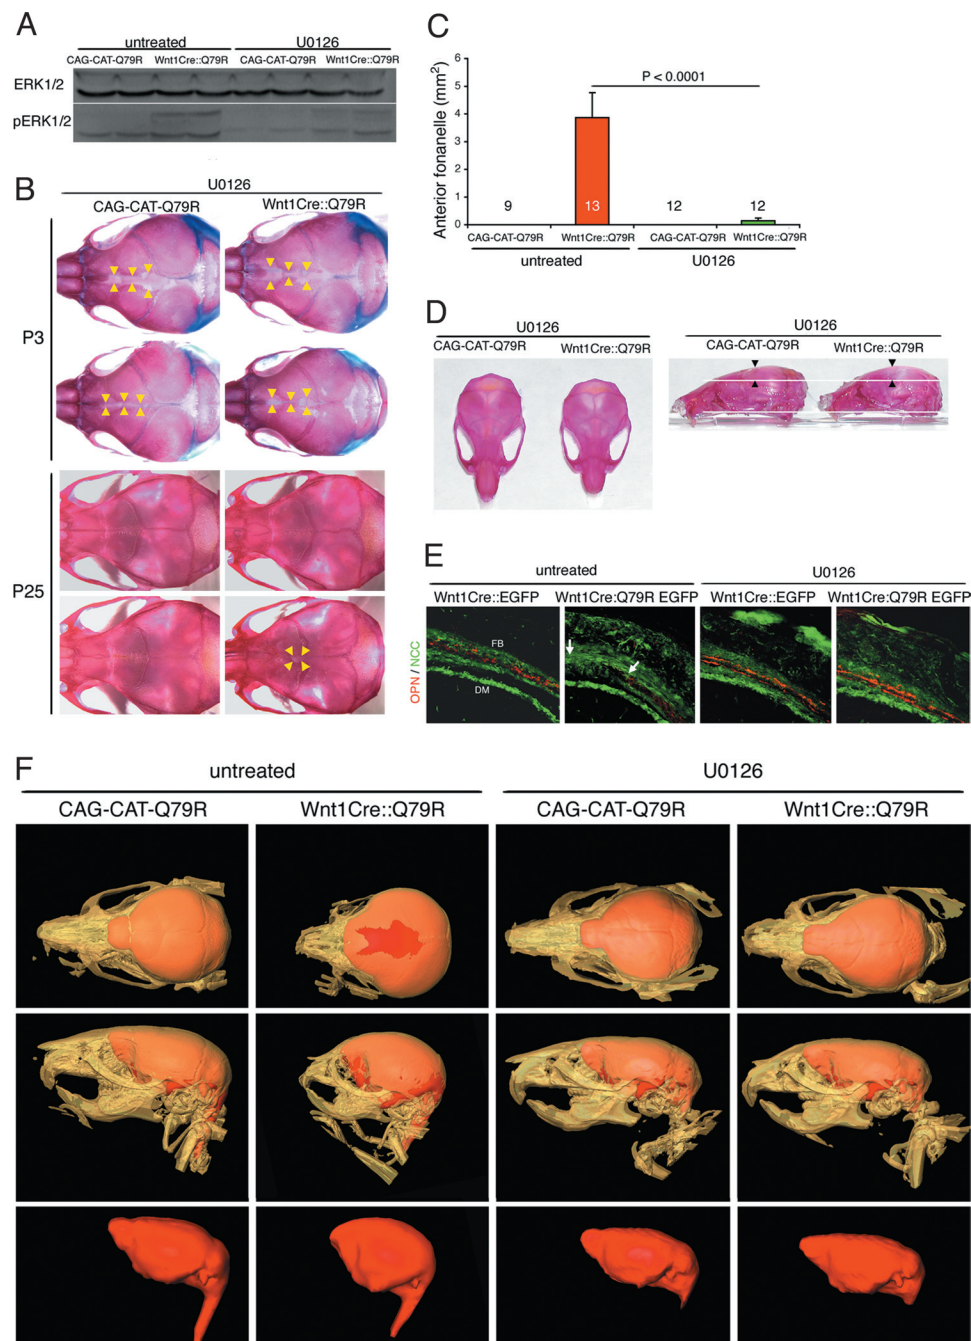 A
untreated
U0126
CAG-CAT-Q79R Wnt1Cre::Q79R CAG-CAT-Q79R Wnt1Cre::Q79R
ERK1/2
pERK1/2
B
U0126
CAG-CAT-Q79R Wnt1Cre::Q79R
P3
P25
C
Anterior fonanelle (mm2)
6
5
4
3
2
1
0
P < 0.0001
9
13
12
12
CAG-CAT-Q79R Wnt1Cre::Q79R CAG-CAT-Q79R Wnt1Cre::Q79R
untreated U0126
D
U0126
CAG-CAT-Q79R Wnt1Cre:Q79R
U0126
CAG-CAT-Q79R Wnt1Cre::Q79R
E
untreated U0126
Wnt1Cre::EGFP Wnt1Cre:Q79R EGFP Wnt1Cre::EGFP Wnt1Cre:Q79R EGFP
OPN / NCC
FB
DM
F
untreated U0126
CAG-CAT-Q79R Wnt1Cre::Q79R CAG-CAT-Q79R Wnt1Cre::Q79R